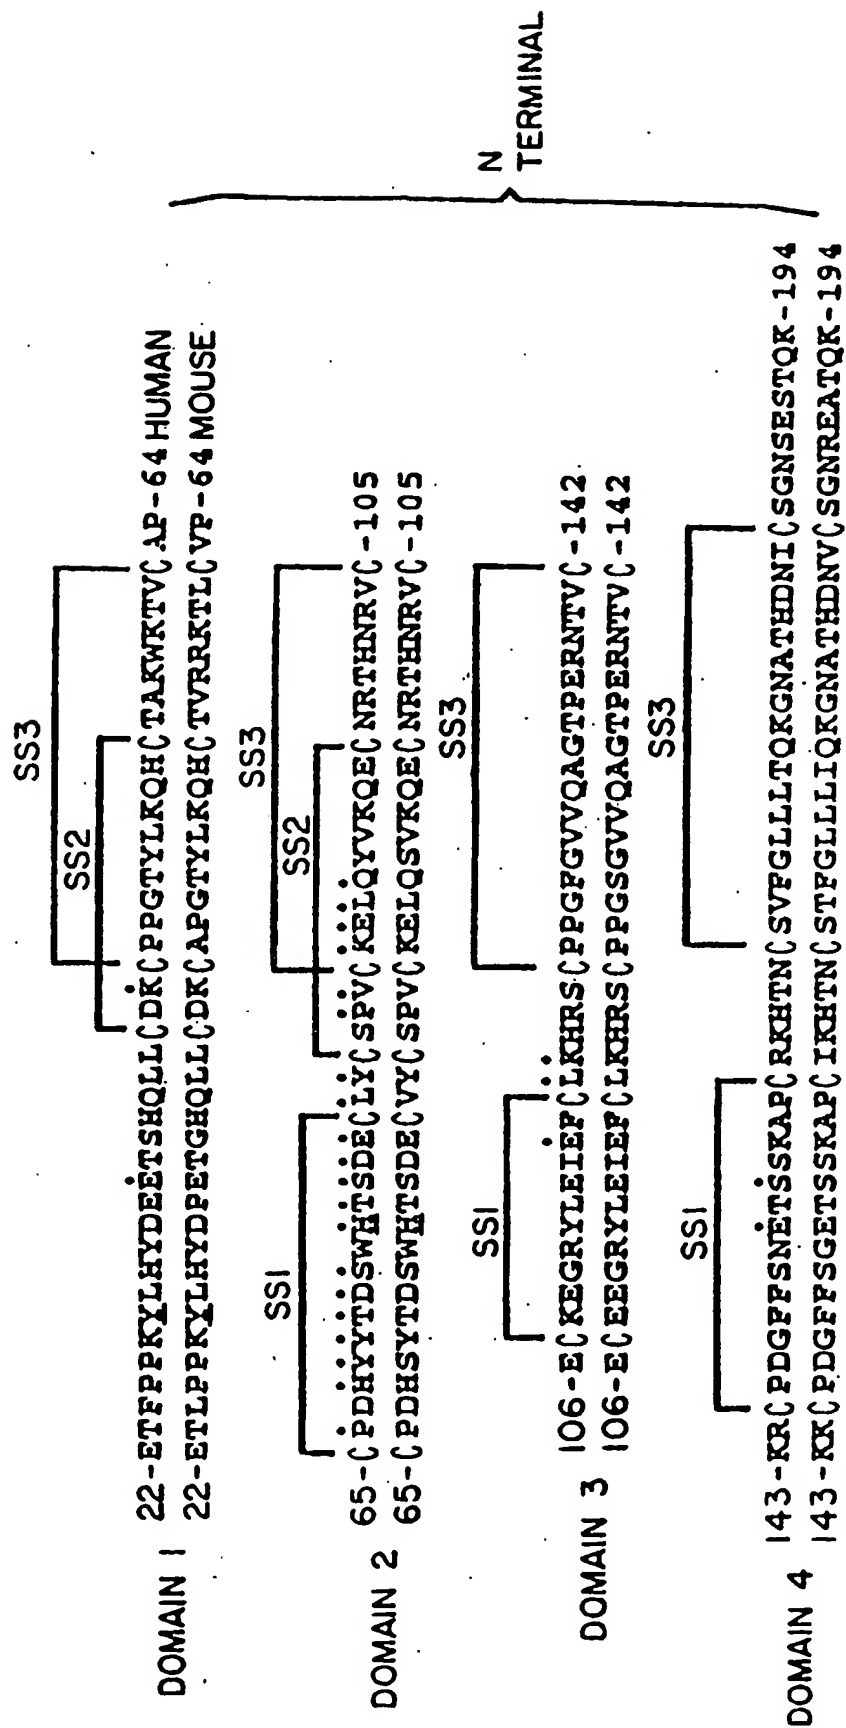 SS3
SS2
22-ETFPPKYLHYDEETSHQLLCDKCPPGTYLKQHCTAKWKTVCAP-64 HUMAN
DOMAIN 1
22-ETLPPKYLHYDPETGHQLLCDKCAPGTYLKQHCTVRRKTLCVP-64 MOUSE
SS3
SS1 SS2
65-CPDHYYTDSWHTSDECLYCSPVCKELQYVKQECNRTHNRVC-105
DOMAIN 2
65-CPDHSYTDSWHTSDECVYCSPVCKELQSVKQECNRTHNRVC-105
N
TERMINAL
SS3
SS1
106-ECKEGRYLEIEFCLKHRSCPPGFGVVQAGTPERNTVC-142
DOMAIN 3
106-ECEEGRYLEIEFCLKHRSCPPGSGVVQAGTPERNTVC-142
SS1 SS3
143-KRCPDGFFSNETSSKAPCRKHTNCSVFGLLLTQKGNATHDNICSGNSESTQK-194
DOMAIN 4
143-KKCPDGFFSGETSSKAPCIKHTNCSTFGLLLIQKGNATHDNVCSGNREATQK-194